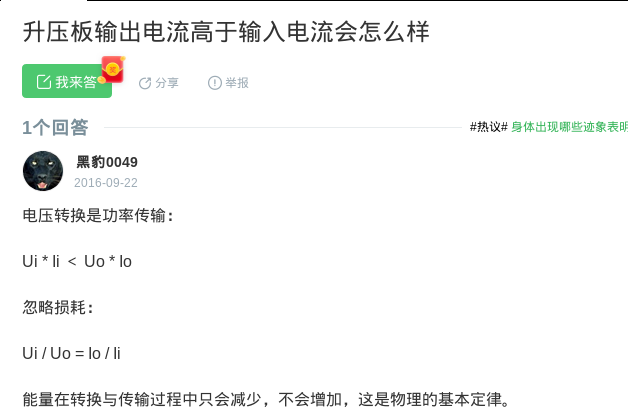 升压板输出电流高于输入电流会怎么样
我来答
分享
举报
1个回答
#热议# 身体出现哪些迹象表明
黑豹0049
2016-09-22
电压转换是功率传输：
Ui * Ii < Uo * Io
忽略损耗：
Ui / Uo = Io / Ii
能量在转换与传输过程中只会减少，不会增加，这是物理的基本定律。